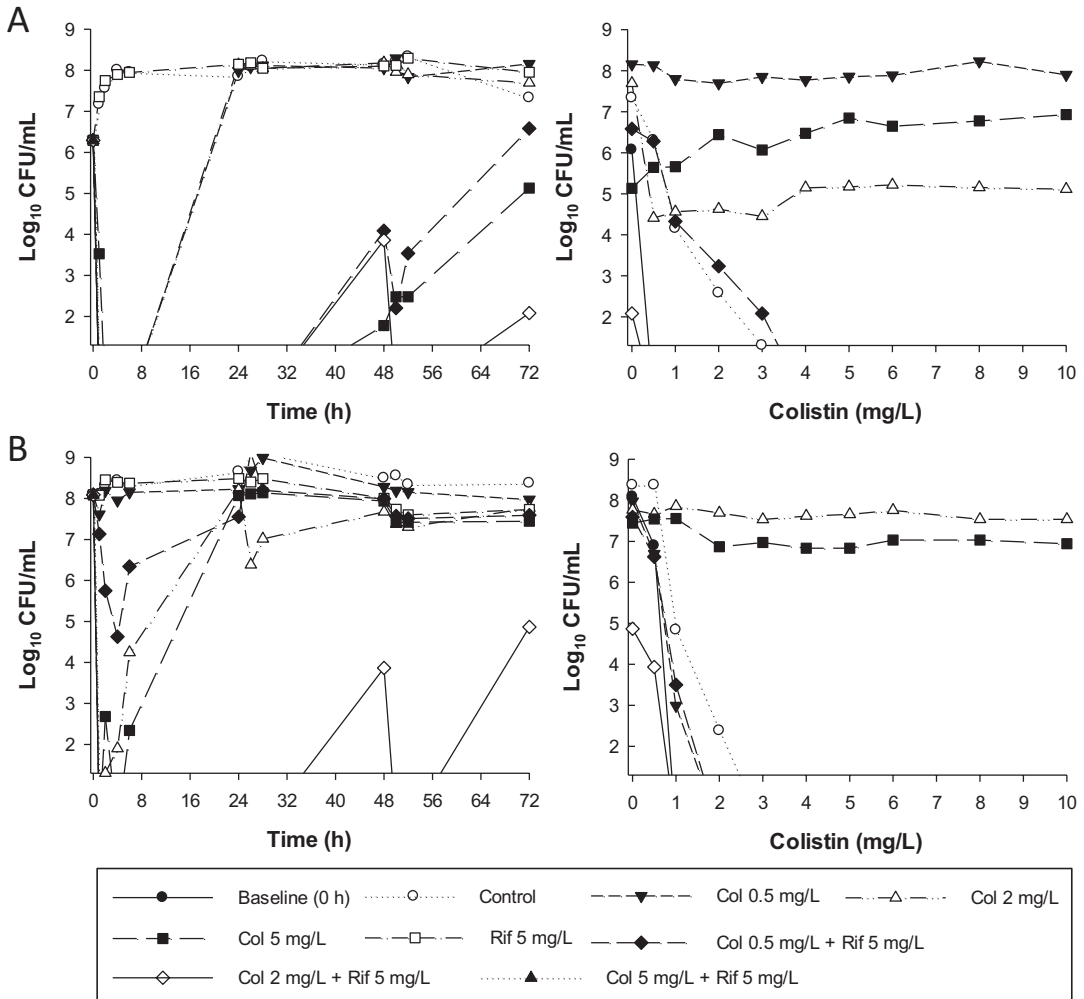 A
Log10 CFU/mL
9
8
7
6
5
4
3
2
0 8 16 24 32 40 48 56 64 72
Time (h)
Log10 CFU/mL
9
8
7
6
5
4
3
2
0 1 2 3 4 5 6 7 8 9 10
Colistin (mg/L)
B
Log10 CFU/mL
9
8
7
6
5
4
3
2
0 8 16 24 32 40 48 56 64 72
Time (h)
Log10 CFU/mL
9
8
7
6
5
4
3
2
0 1 2 3 4 5 6 7 8 9 10
Colistin (mg/L)
Baseline (0 h) Control Col 0.5 mg/L Col 2 mg/L
Col 5 mg/L Rif 5 mg/L Col 0.5 mg/L + Rif 5 mg/L
Col 2 mg/L + Rif 5 mg/L Col 5 mg/L + Rif 5 mg/L